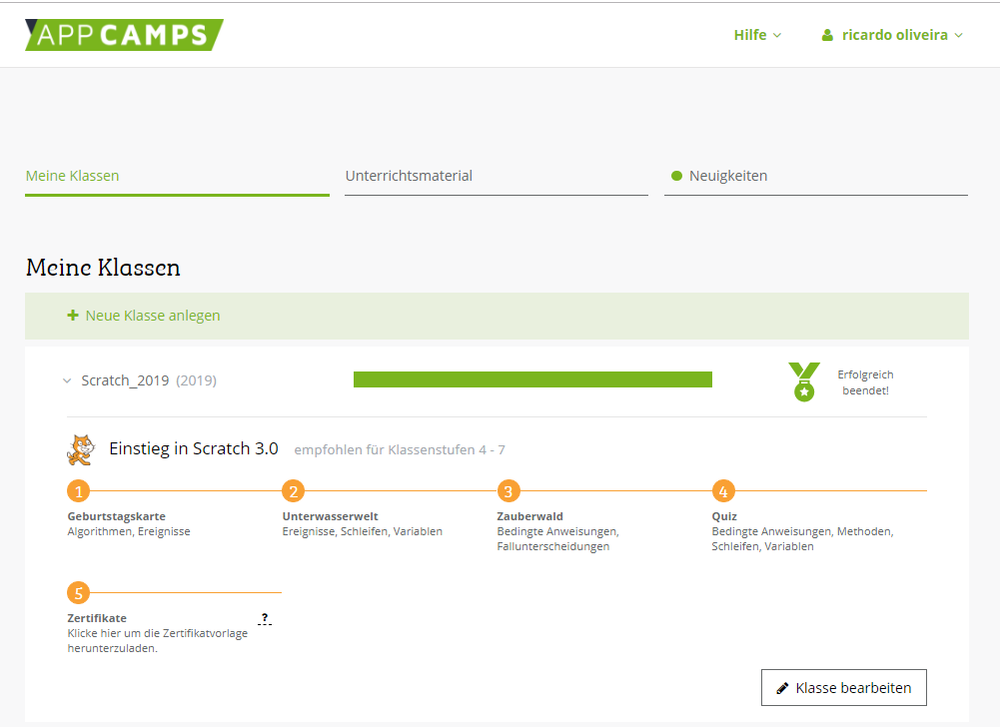 APP CAMPS
Hilfe
ricardo oliveira
Meine Klassen
Unterrichtsmaterial
Neuigkeiten
Meine Klassen
+ Neue Klasse anlegen
Scratch_2019 (2019)
Erfolgreich
beendet!
Einstieg in Scratch 3.0 empfohlen für Klassenstufen 4 - 7
1
Geburtstagskarte
Algorithmen, Ereignisse
2
Unterwasserwelt
Ereignisse, Schleifen, Variablen
3
Zauberwald
Bedingte Anweisungen,
Fallunterscheidungen
4
Quiz
Bedingte Anweisungen, Methoden,
Schleifen, Variablen
5
Zertifikate
?
Klicke hier um die Zertifikatvorlage
herunterzuladen.
Klasse bearbeiten